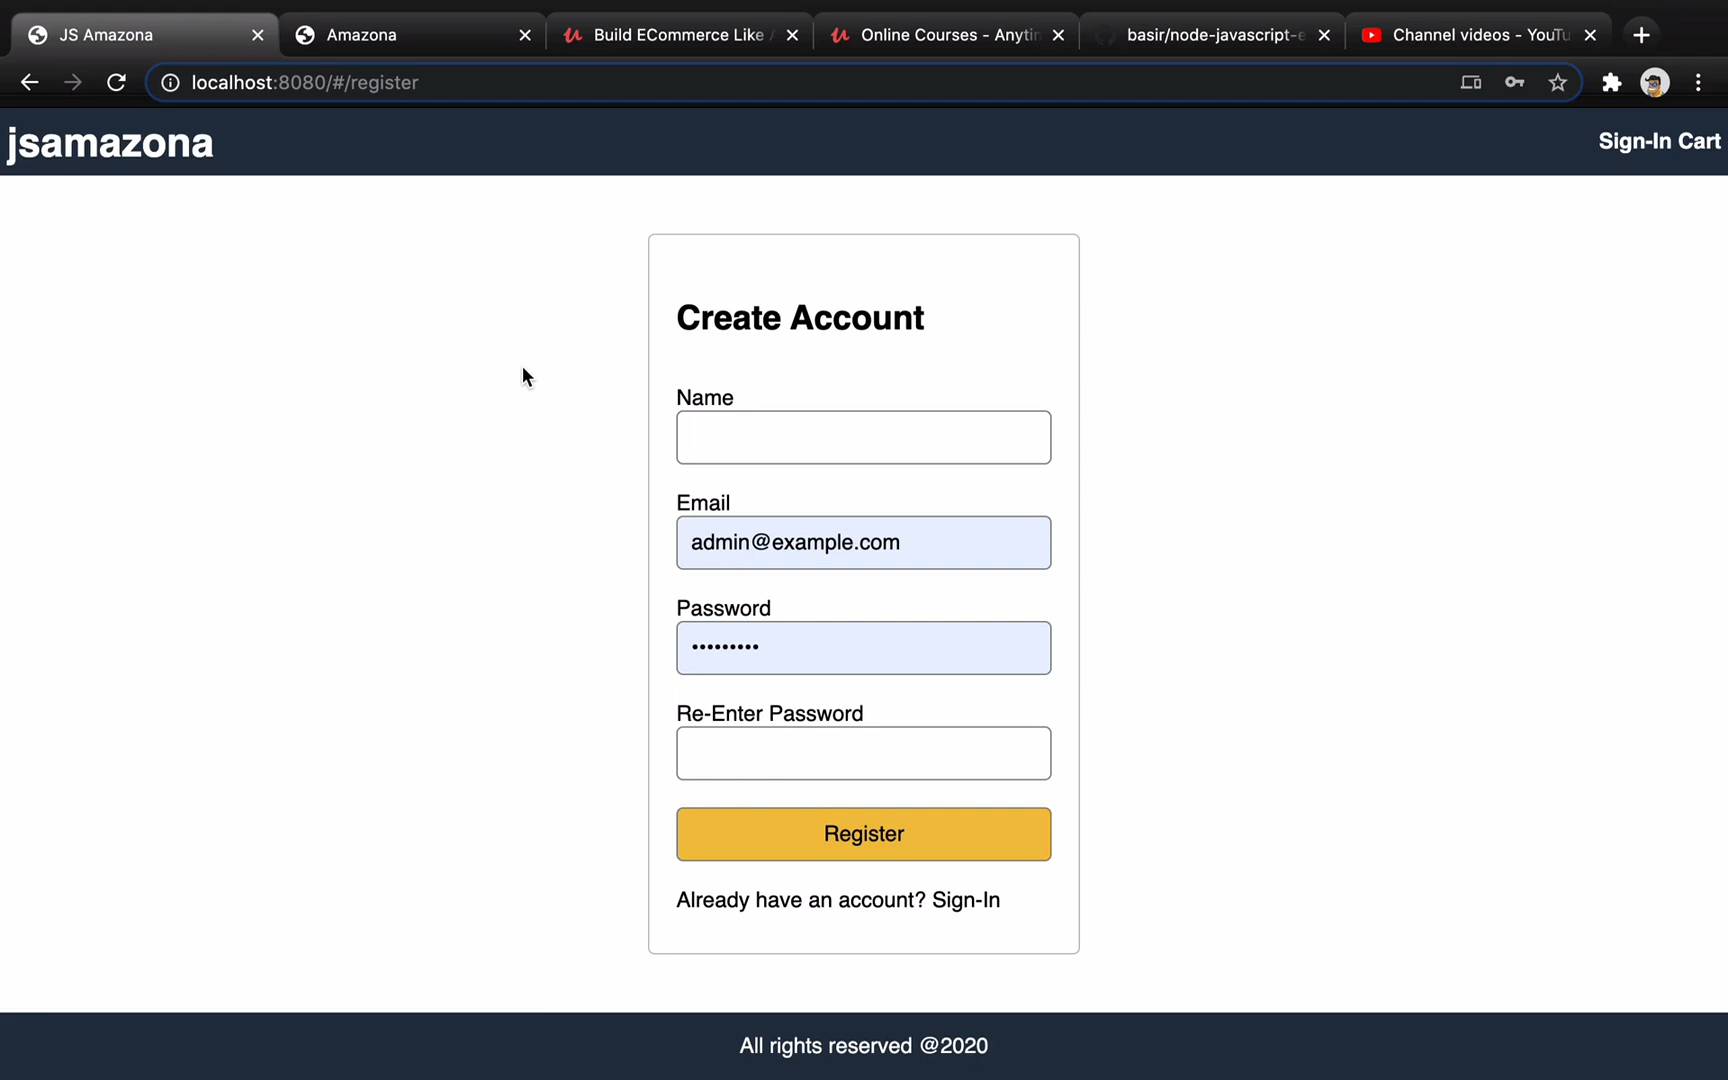 JS Amazona
Amazona
Build ECommerce Like
Online Courses - Anytin
basir/node-javascript-e
Channel videos - YouTu
localhost:8080/#/register
jsamazona
Sign-In Cart
Create Account
Name
Email
admin@example.com
Password
•••••••••
Re-Enter Password
Register
Already have an account? Sign-In
All rights reserved @2020